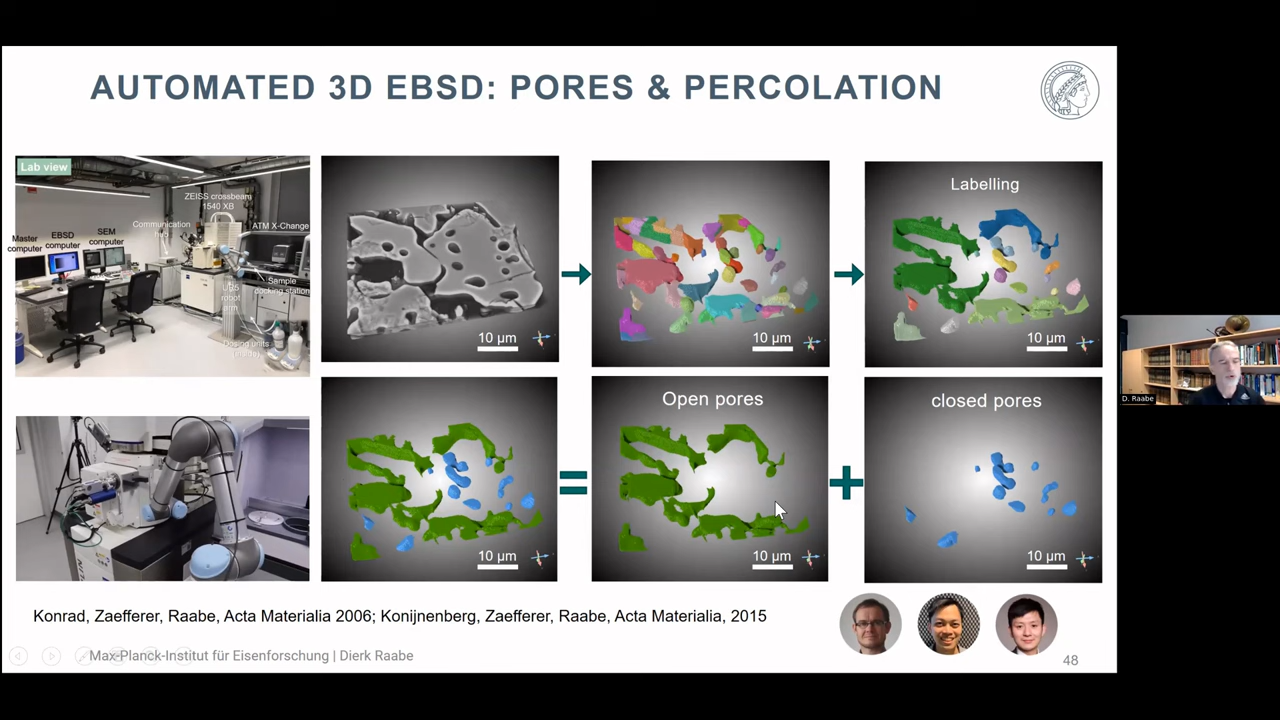 AUTOMATED 3D EBSD: PORES & PERCOLATION
Lab view
ZEISS crossbeam
1540 XB
Communication
hub
ATM X-Change
Master
computer
EBSD
computer
SEM
computer
UR5
robot
arm
Sample
docking station
Dosing units
(inside)
10 µm
10 µm
Labelling
10 µm
10 µm
Open pores
10 µm
closed pores
10 µm
D. Raabe
Konrad, Zaefferer, Raabe, Acta Materialia 2006; Konijnenberg, Zaefferer, Raabe, Acta Materialia, 2015
Max-Planck-Institut für Eisenforschung | Dierk Raabe
48